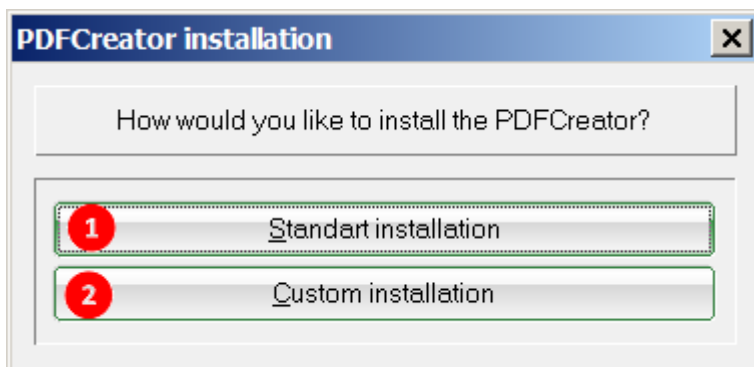 PDFCreator installation
How would you like to install the PDFCreator?
1 Standart installation
2 Custom installation